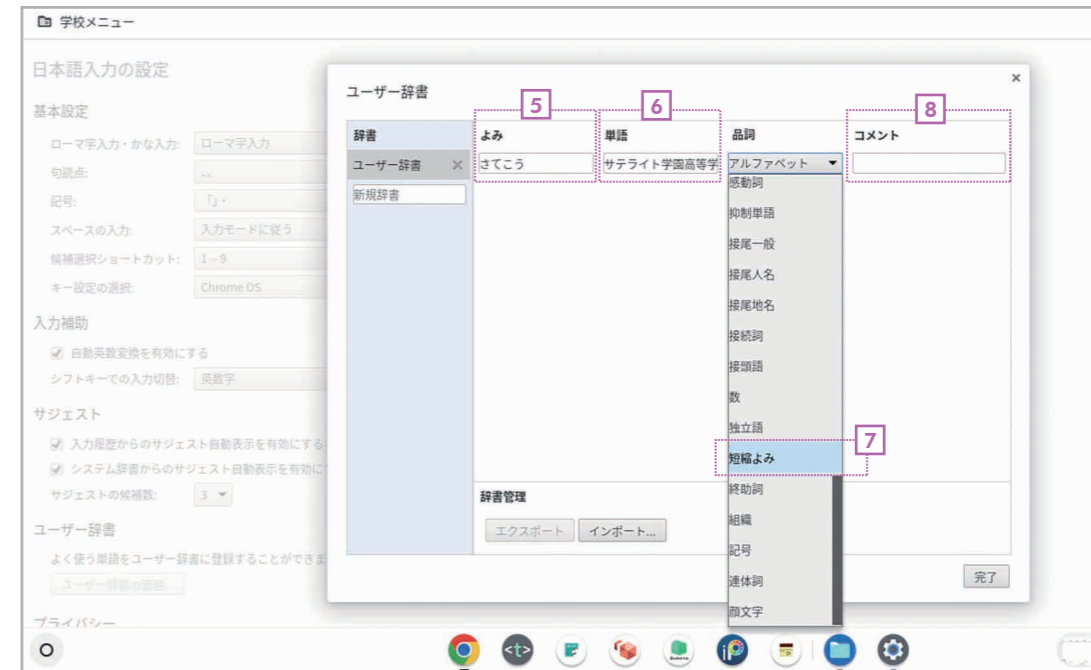 学校メニュー
日本語入力の設定
基本設定
ローマ字入力・かな入力: ローマ字入力
句読点: 、。
記号: 「」・
スペースの入力: 入力モードに従う
候補選択ショートカット: 1 – 9
キー設定の選択: Chrome OS
入力補助
自動英数変換を有効にする
シフトキーでの入力切替: 英数字
サジェスト
入力履歴からのサジェスト自動表示を有効にする
システム辞書からのサジェスト自動表示を有効に
サジェストの候補数: 3
ユーザー辞書
よく使う単語をユーザー辞書に登録することができま
ユーザー辞書の管理
プライバシー
ユーザー辞書
×
5
6
8
辞書 よみ 単語 品詞 コメント
ユーザー辞書 × さてこう サテライト学園高等学 アルファベット
新規辞書
感動詞
抑制単語
接尾一般
接尾人名
接尾地名
接続詞
接頭語
数
独立語
7
短縮よみ
終助詞
組織
記号
連体詞
顔文字
辞書管理
エクスポート インポート...
完了
<t>